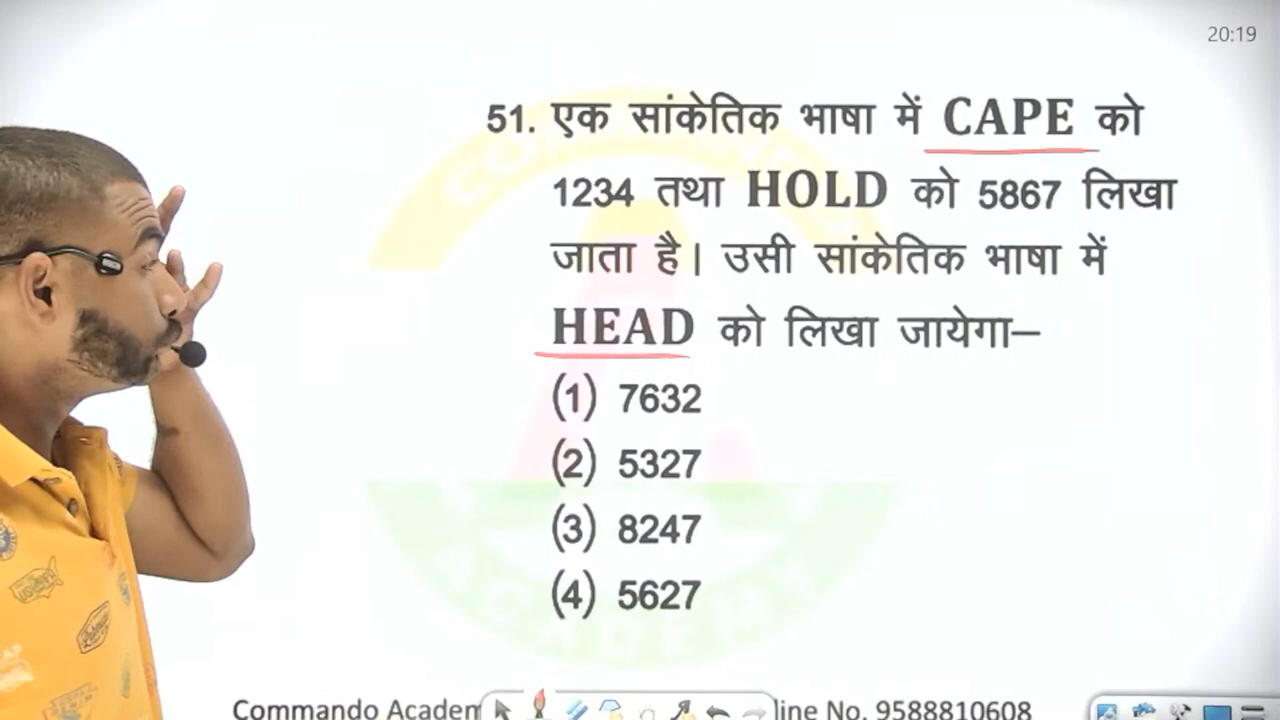 20:19
51. एक सांकेतिक भाषा में CAPE को
1234 तथा HOLD को 5867 लिखा
जाता है। उसी सांकेतिक भाषा में
HEAD को लिखा जायेगा–
(1) 7632
(2) 5327
(3) 8247
(4) 5627
Commando Academ line No. 9588810608